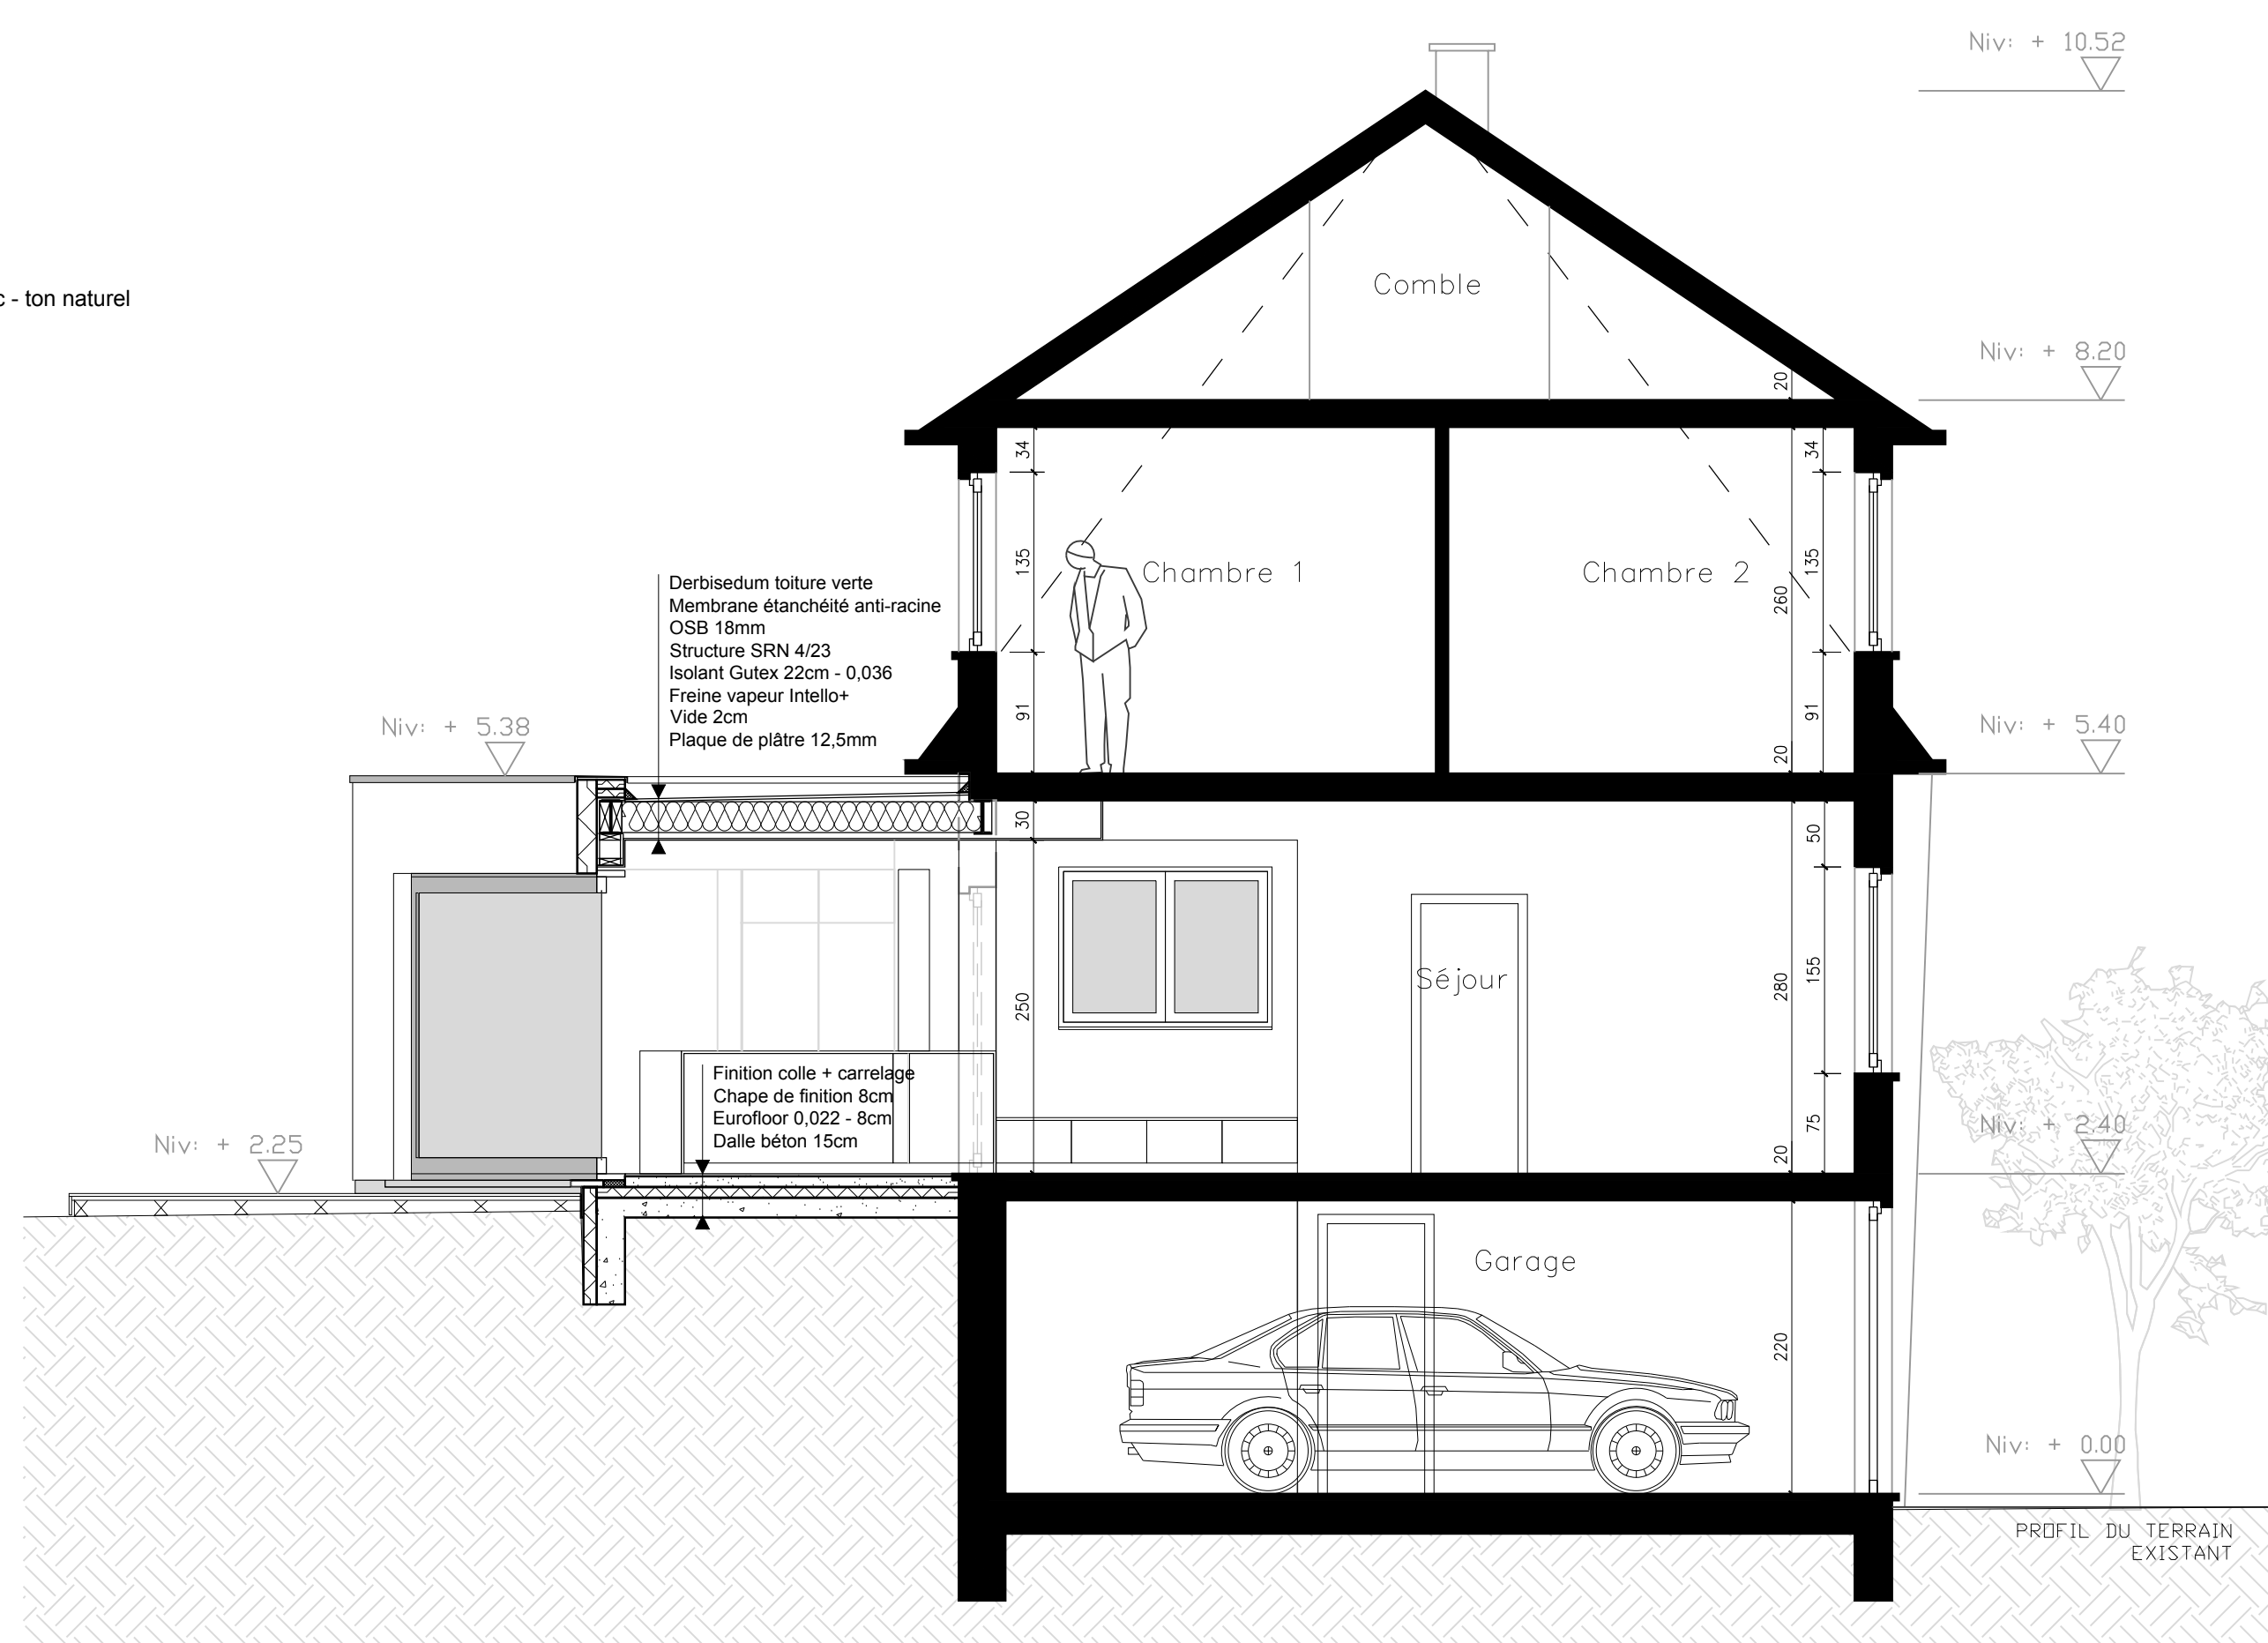 Niv: + 10.52
c - ton naturel
Comble
Niv: + 8.20
20
34
34
135
Chambre 1
Chambre 2
135
260
Derbisedum toiture verte
Membrane étanchéité anti-racine
OSB 18mm
Structure SRN 4/23
Isolant Gutex 22cm - 0,036
Freine vapeur Intello+
Vide 2cm
Plaque de plâtre 12,5mm
91
91
Niv: + 5.38
Niv: + 5.40
20
30
50
Séjour
250
280
155
Finition colle + carrelage
Chape de finition 8cm
Eurofloor 0,022 - 8cm
Dalle béton 15cm
Niv: + 2.25
75
Niv: + 2.40
20
Garage
220
Niv: + 0.00
PROFIL DU TERRAIN
EXISTANT